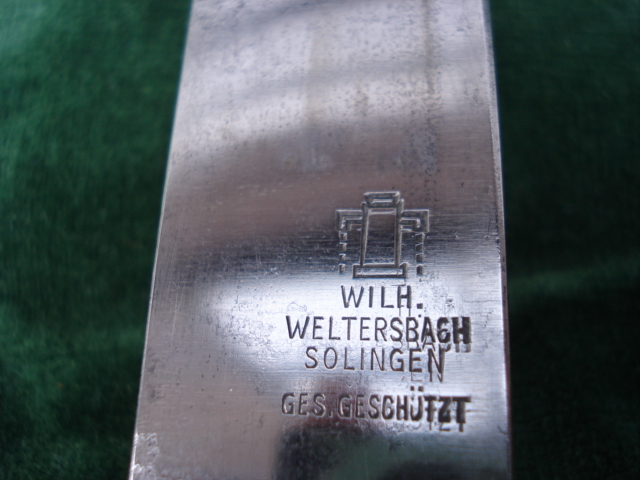 WILH.
WELTERSBACH
SOLINGEN
GES. GESCHÜTZT